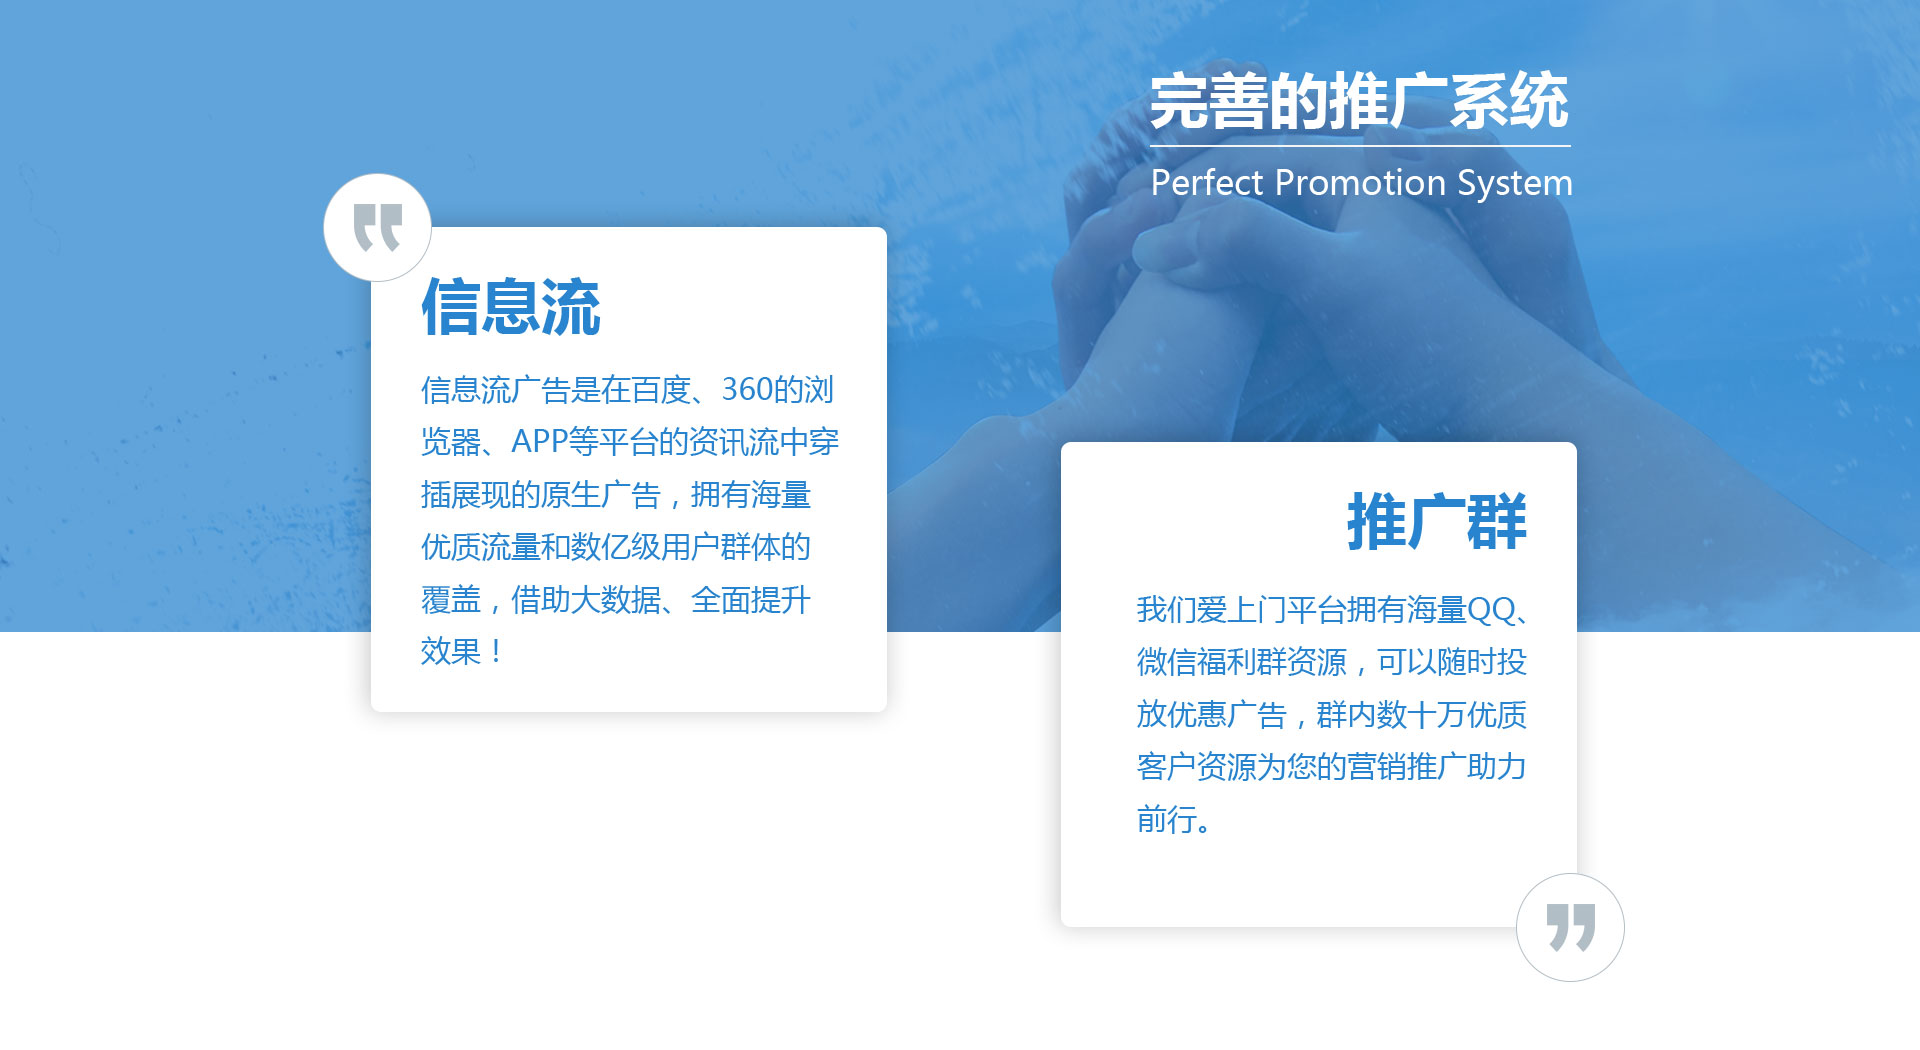 完善的推广系统
Perfect Promotion System
信息流
信息流广告是在百度、360的浏
览器、APP等平台的资讯流中穿
插展现的原生广告，拥有海量
优质流量和数亿级用户群体的
覆盖，借助大数据、全面提升
效果！
推广群
我们爱上门平台拥有海量QQ、
微信福利群资源，可以随时投
放优惠广告，群内数十万优质
客户资源为您的营销推广助力
前行。